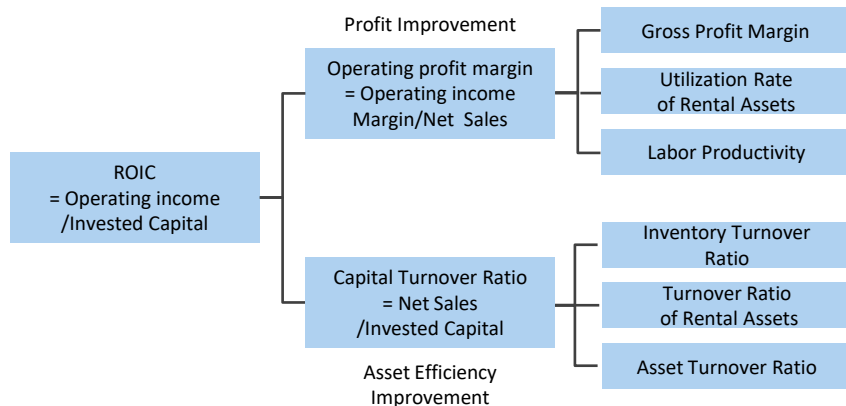 Profit Improvement
Gross Profit Margin
Operating profit margin
= Operating income
Margin/Net Sales
Utilization Rate
of Rental Assets
Labor Productivity
ROIC
= Operating income
/Invested Capital
Inventory Turnover
Ratio
Capital Turnover Ratio
= Net Sales
/Invested Capital
Turnover Ratio
of Rental Assets
Asset Turnover Ratio
Asset Efficiency
Improvement